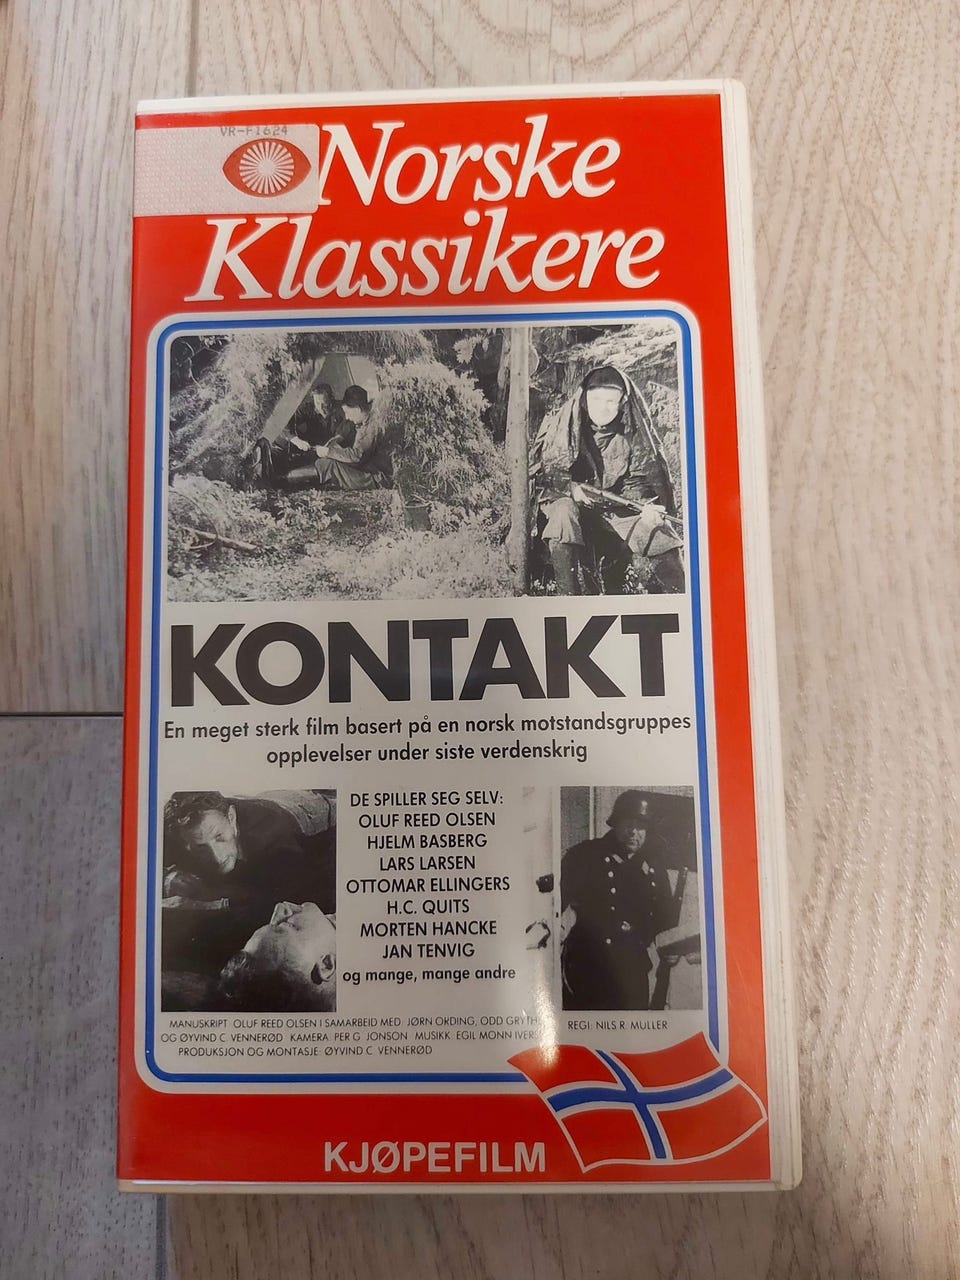 VR-F1624
Norske
Klassikere
KONTAKT
En meget sterk film basert på en norsk motstandsgruppes
opplevelser under siste verdenskrig
DE SPILLER SEG SELV:
OLUF REED OLSEN
HJELM BASBERG
LARS LARSEN
OTTOMAR ELLINGERS
H.C. QUITS
MORTEN HANCKE
JAN TENVIG
og mange, mange andre
MANUSKRIPT OLUF REED OLSEN I SAMARBEID MED JØRN ORDING, ODD
OG ØYVIND C. VENNERØD KAMERA PER G. JONSON MUSIKK EGIL MONN
PRODUKSJON OG MONTASJE: ØYVIND C. VENNERØD
REGI: NILS R. MULLER
KJØPEFILM